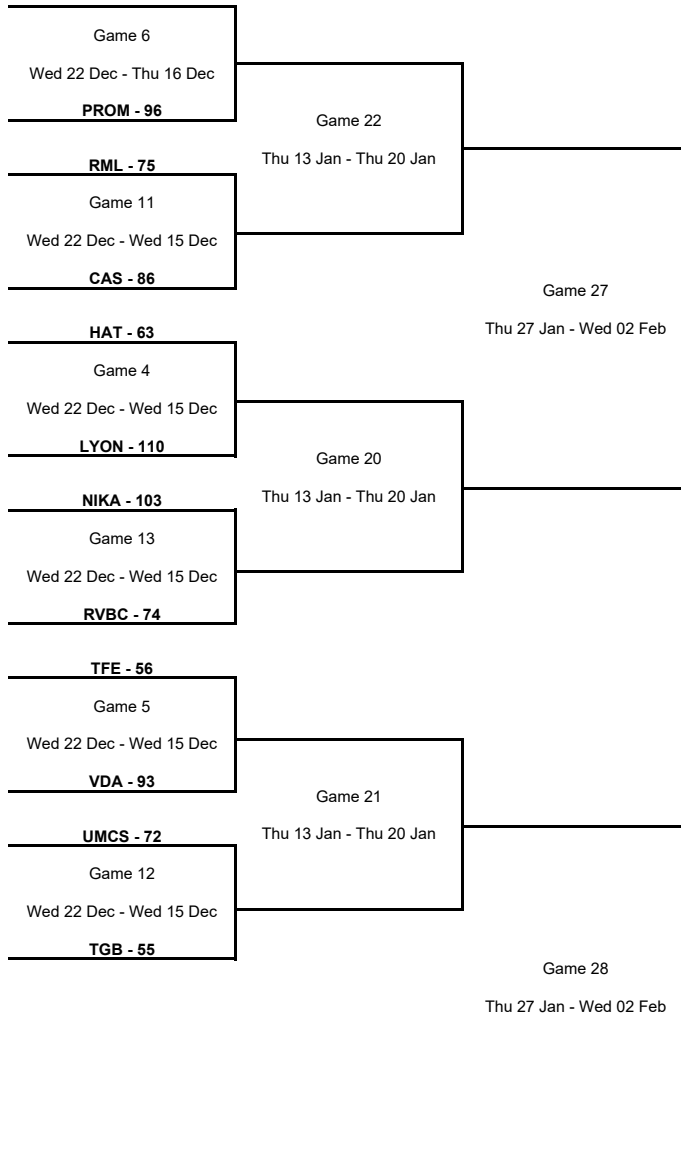 Game 6
Wed 22 Dec - Thu 16 Dec
PROM - 96
Game 22
Thu 13 Jan - Thu 20 Jan
RML - 75
Game 11
Wed 22 Dec - Wed 15 Dec
CAS - 86
Game 27
Thu 27 Jan - Wed 02 Feb
HAT - 63
Game 4
Wed 22 Dec - Wed 15 Dec
LYON - 110
Game 20
Thu 13 Jan - Thu 20 Jan
NIKA - 103
Game 13
Wed 22 Dec - Wed 15 Dec
RVBC - 74
TFE - 56
Game 5
Wed 22 Dec - Wed 15 Dec
VDA - 93
Game 21
Thu 13 Jan - Thu 20 Jan
UMCS - 72
Game 12
Wed 22 Dec - Wed 15 Dec
TGB - 55
Game 28
Thu 27 Jan - Wed 02 Feb